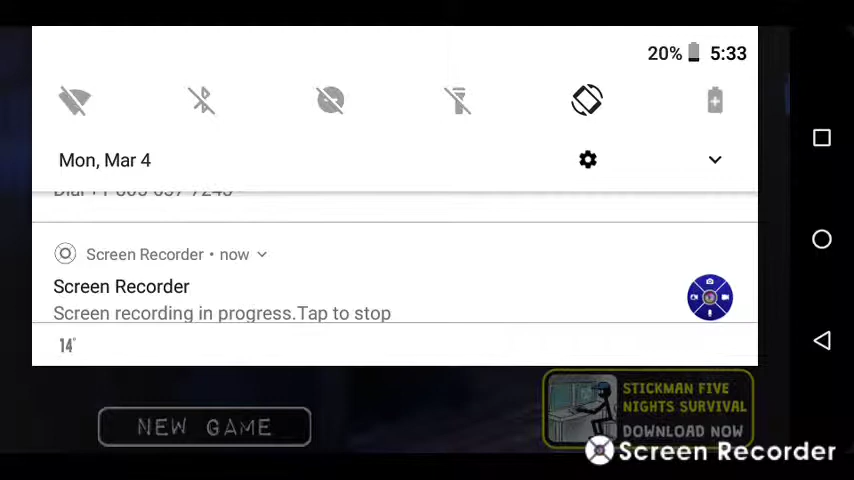 20% 5:33
Mon, Mar 4
Screen Recorder • now
Screen Recorder
Screen recording in progress.Tap to stop
14°
STICKMAN FIVE
NIGHTS SURVIVAL
DOWNLOAD NOW
NEW GAME
Screen Recorder